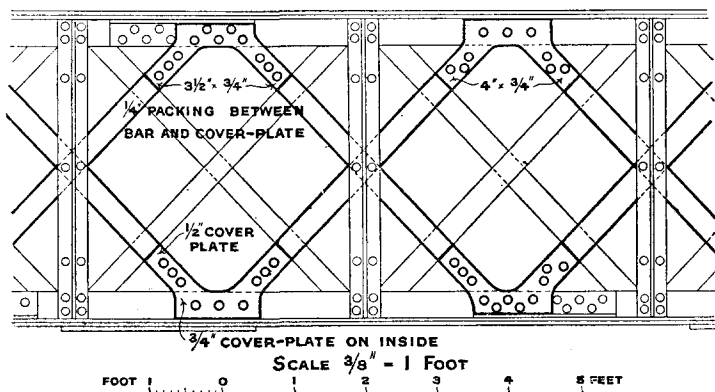 3½" × ¾"
¼" PACKING BETWEEN
BAR AND COVER-PLATE
4" × ¾"
½" COVER
PLATE
¾" COVER-PLATE ON INSIDE
SCALE ⅜" = 1 FOOT
FOOT 1 0 1 2 3 4 5 FEET